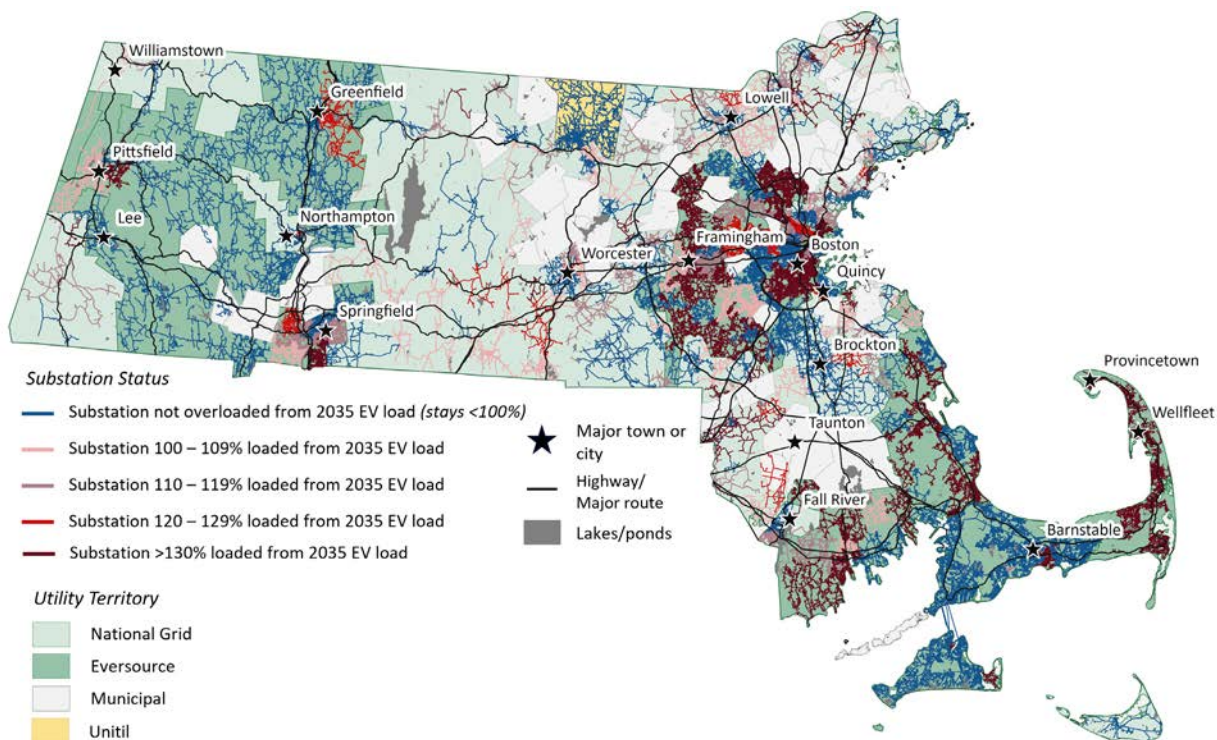 Williamstown
Greenfield
Lowell
Pittsfield
Lee
Northampton
Worcester
Framingham
Boston
Quincy
Springfield
Brockton
Provincetown
Wellfleet
Taunton
Fall River
Barnstable
Substation Status
Substation not overloaded from 2035 EV load (stays <100%)
Substation 100 – 109% loaded from 2035 EV load
Substation 110 – 119% loaded from 2035 EV load
Substation 120 – 129% loaded from 2035 EV load
Substation >130% loaded from 2035 EV load
Major town or
city
Highway/
Major route
Lakes/ponds
Utility Territory
National Grid
Eversource
Municipal
Unitil